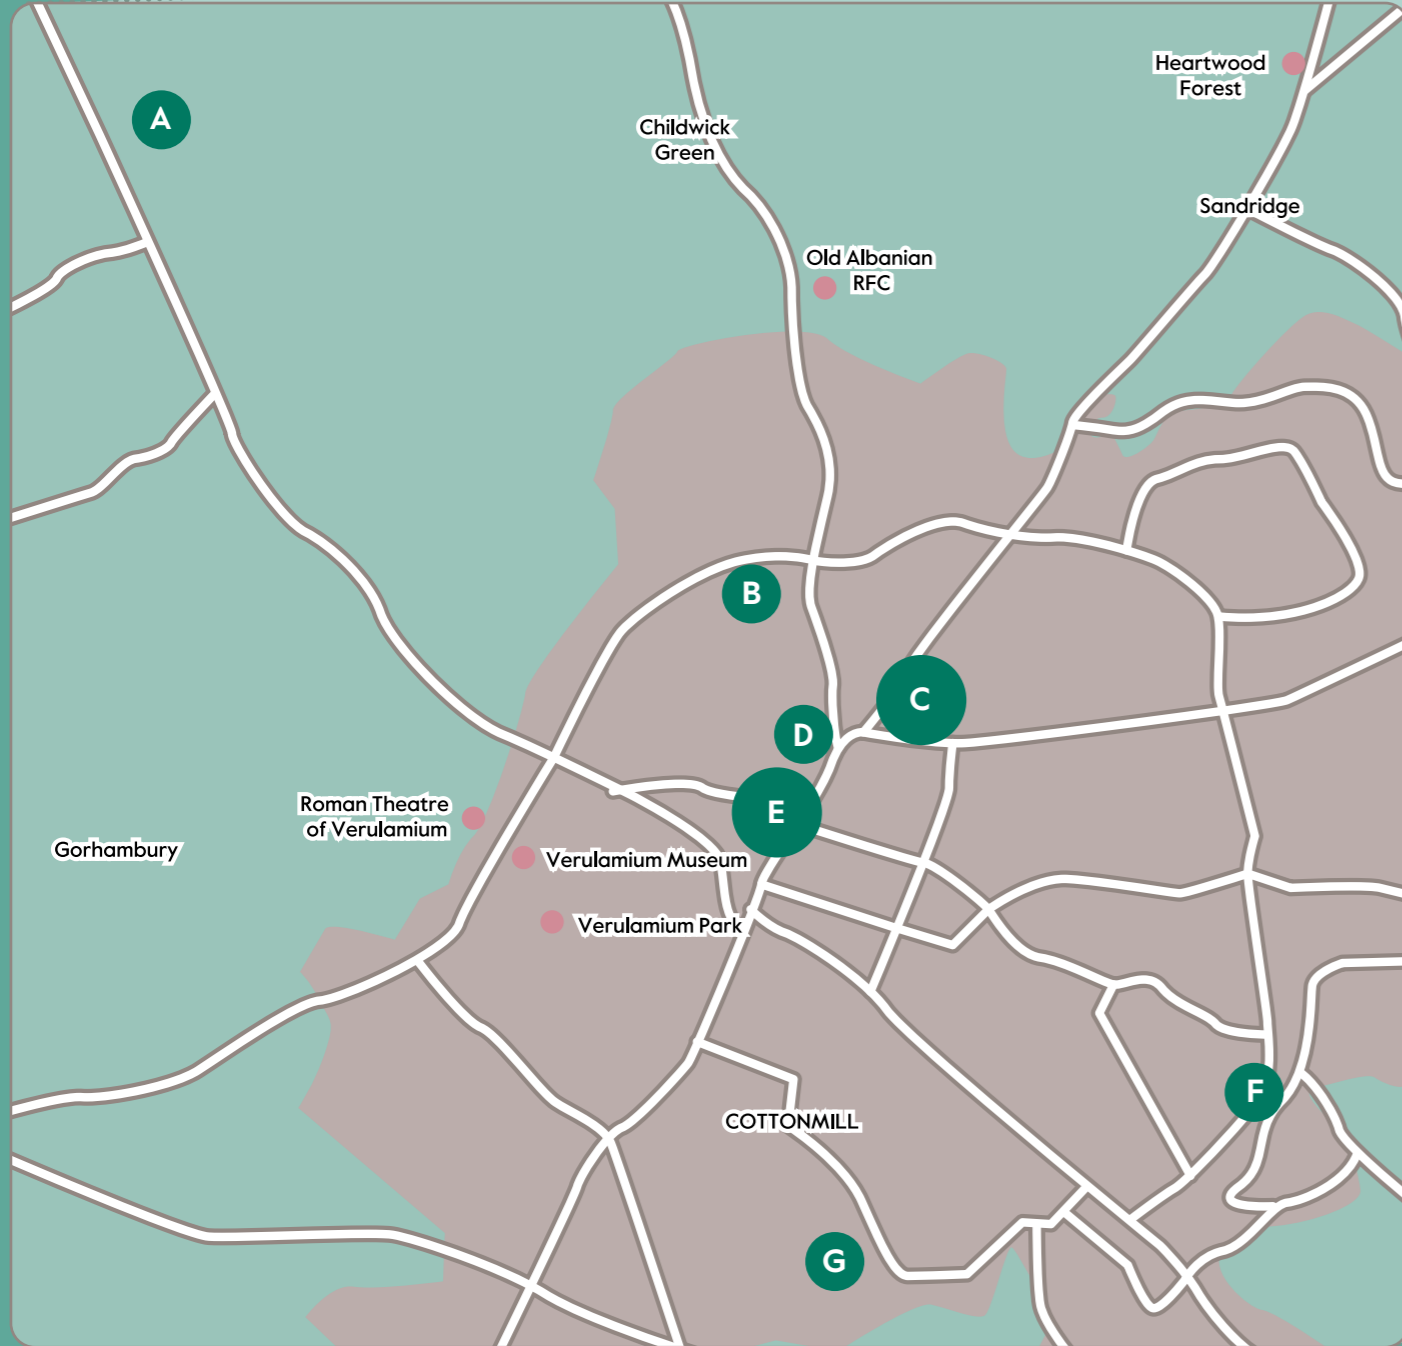 Heartwood
Forest
A
Childwick
Green
Sandridge
Old Albanian
RFC
B
C
D
Roman Theatre
of Verulamium
E
Gorhambury
Verulamium Museum
Verulamium Park
F
COTTONMILL
G